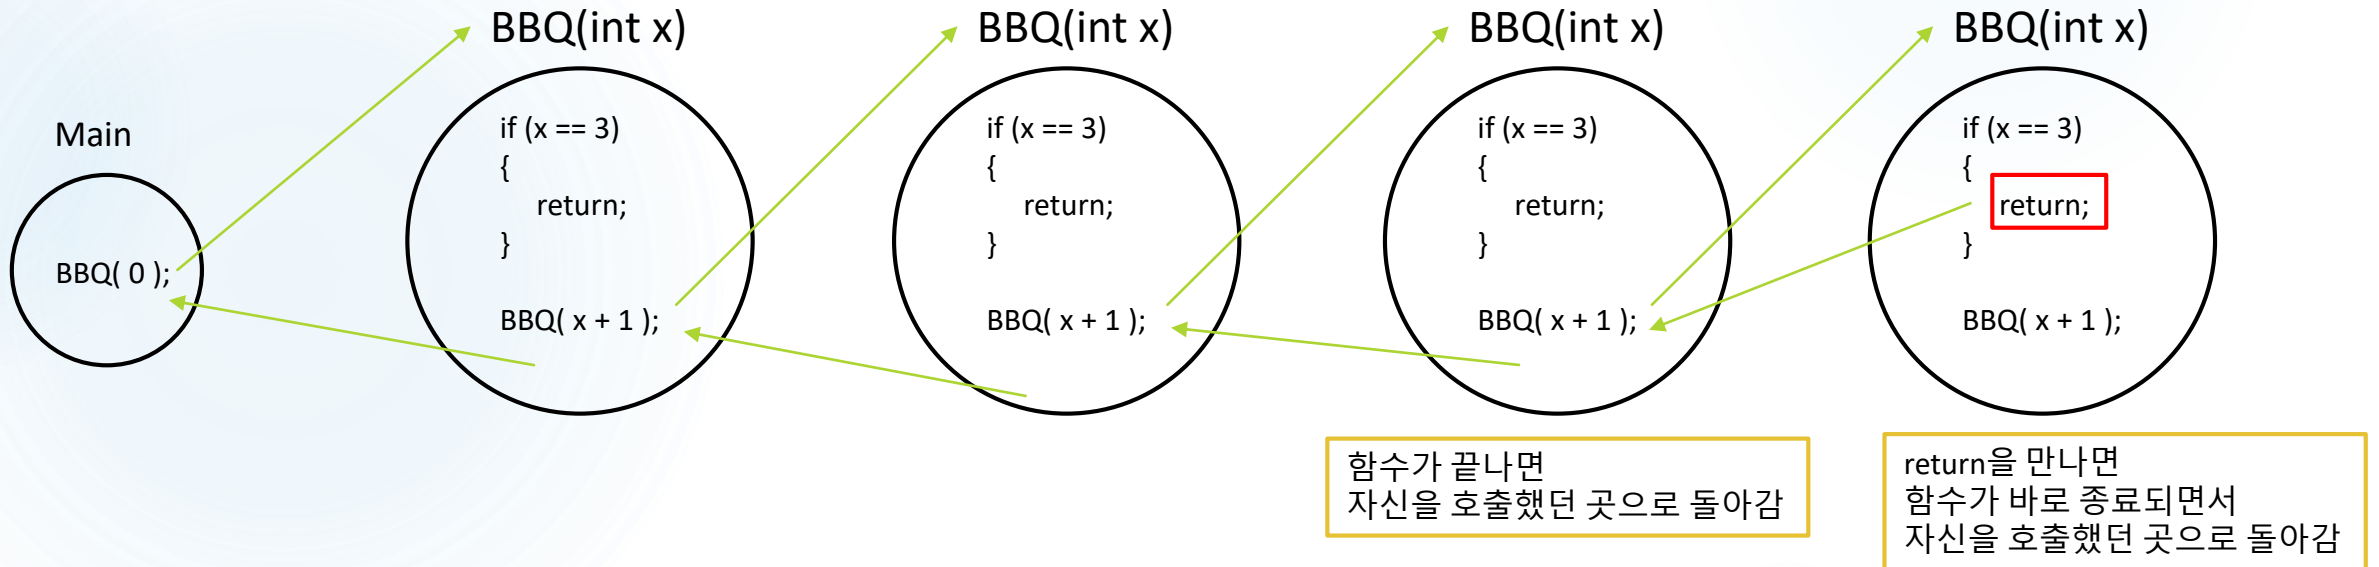 Main
BBQ( 0 );
BBQ(int x)
if (x == 3)
{
return;
}
BBQ( x + 1 );
BBQ(int x)
if (x == 3)
{
return;
}
BBQ( x + 1 );
BBQ(int x)
if (x == 3)
{
return;
}
BBQ( x + 1 );
함수가 끝나면
자신을 호출했던 곳으로 돌아감
BBQ(int x)
if (x == 3)
{
return;
}
BBQ( x + 1 );
return을 만나면
함수가 바로 종료되면서
자신을 호출했던 곳으로 돌아감